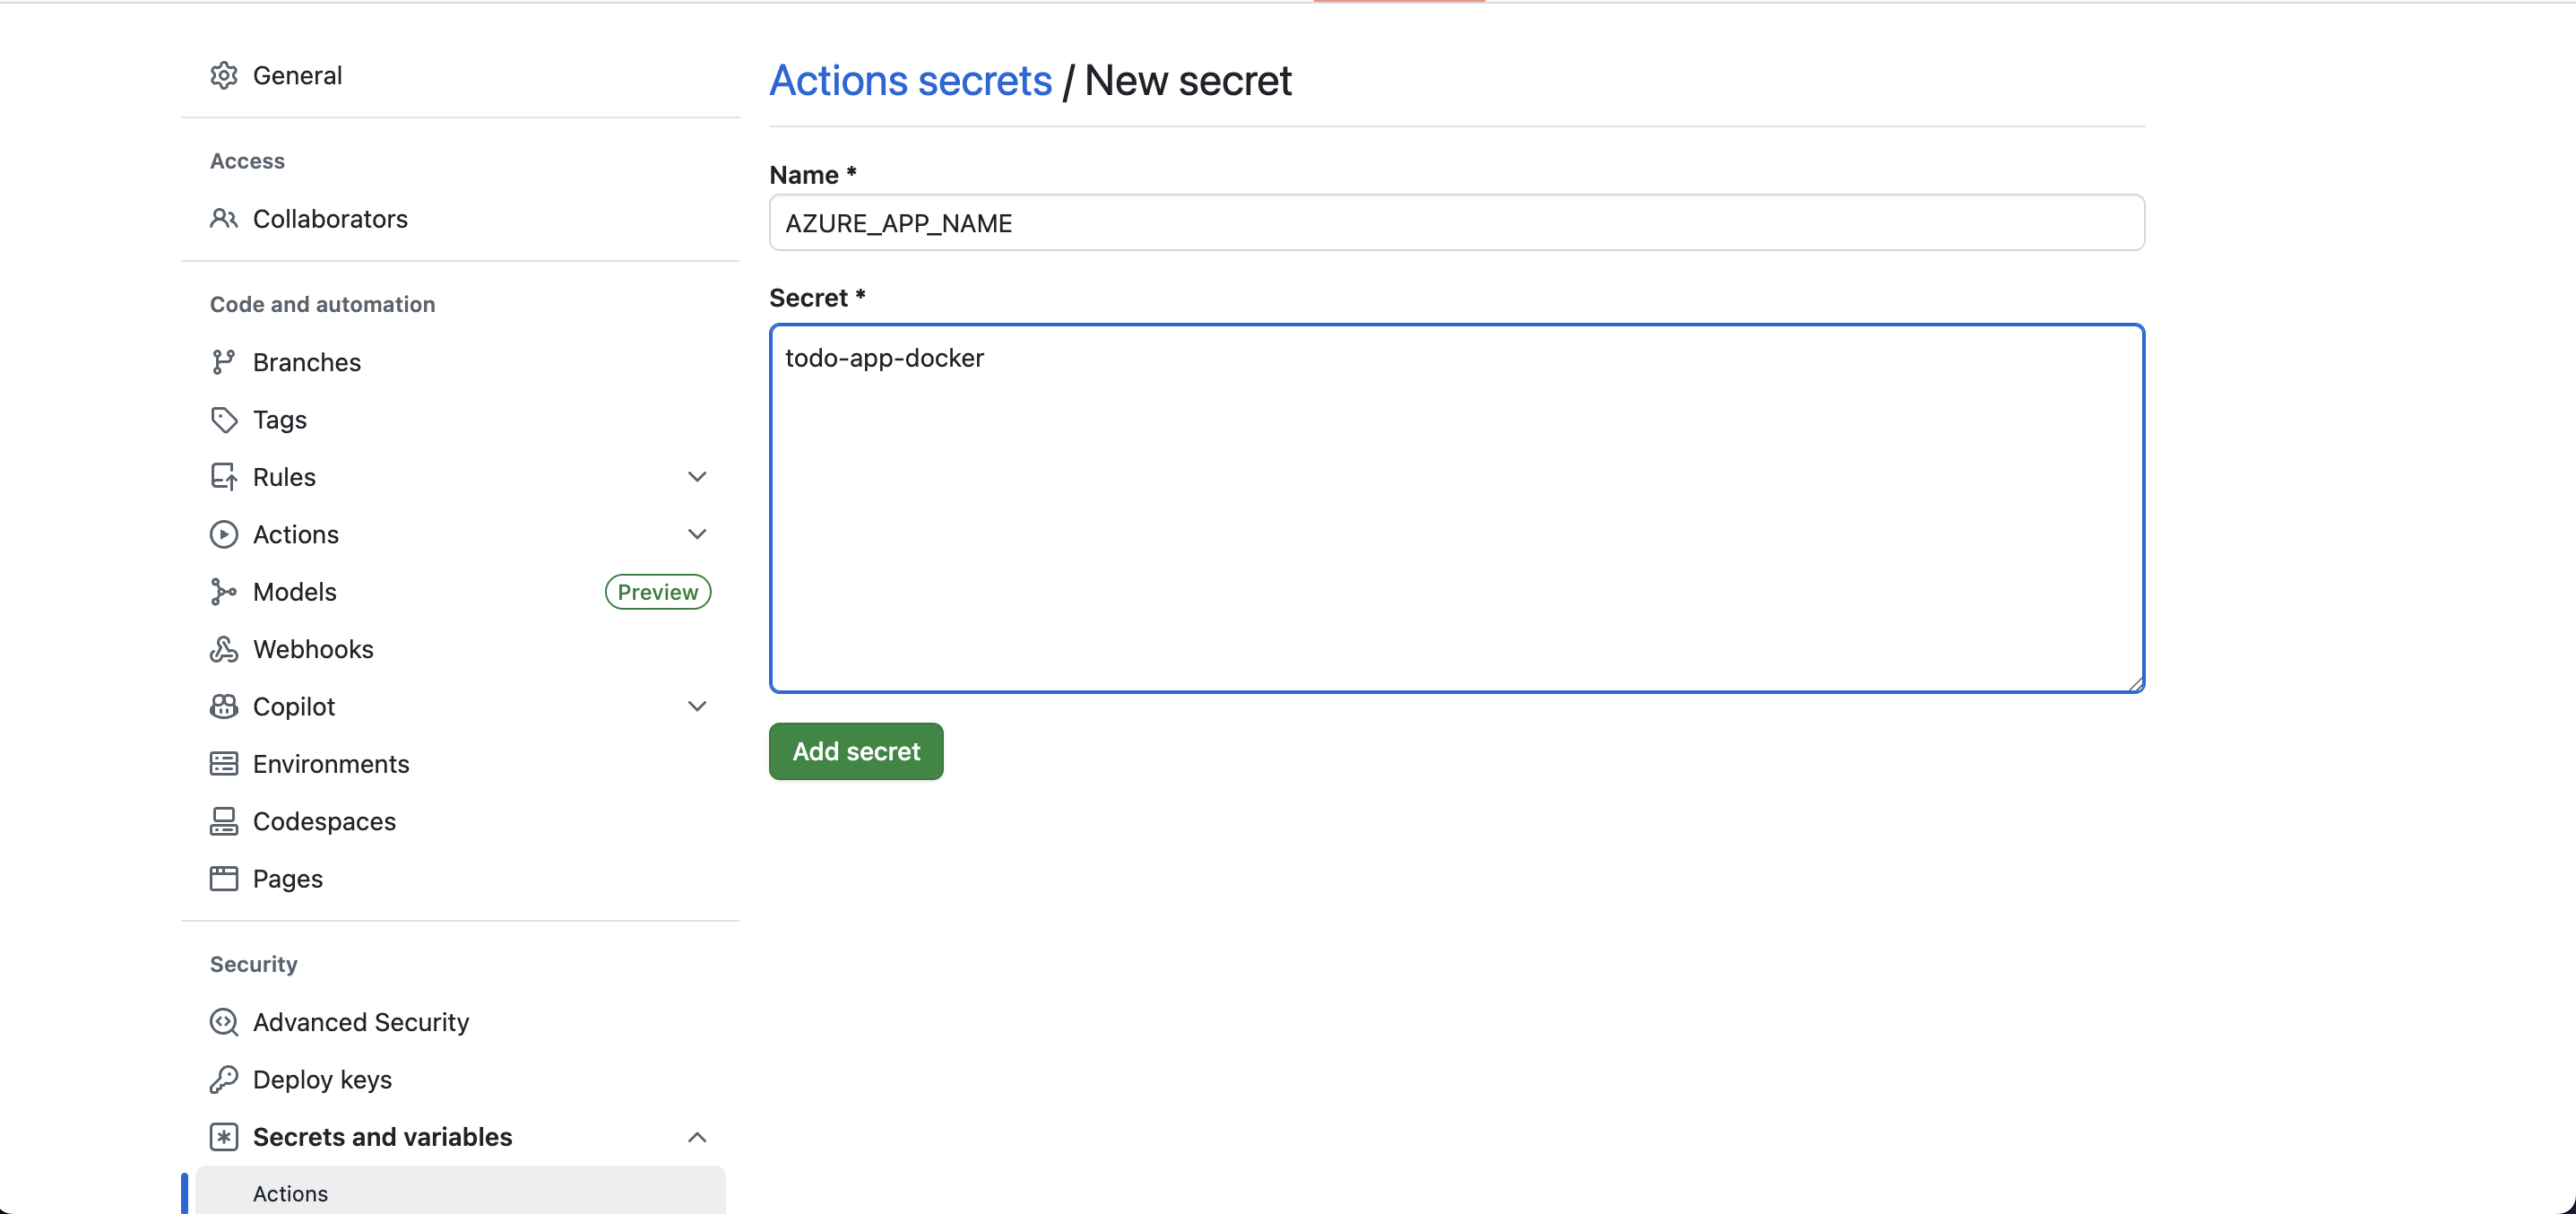 General
Access
Collaborators
Code and automation
Branches
Tags
Rules
Actions
Models Preview
Webhooks
Copilot
Environments
Codespaces
Pages
Security
Advanced Security
Deploy keys
Secrets and variables
Actions
Actions secrets / New secret
Name *
AZURE_APP_NAME
Secret *
todo-app-docker
Add secret